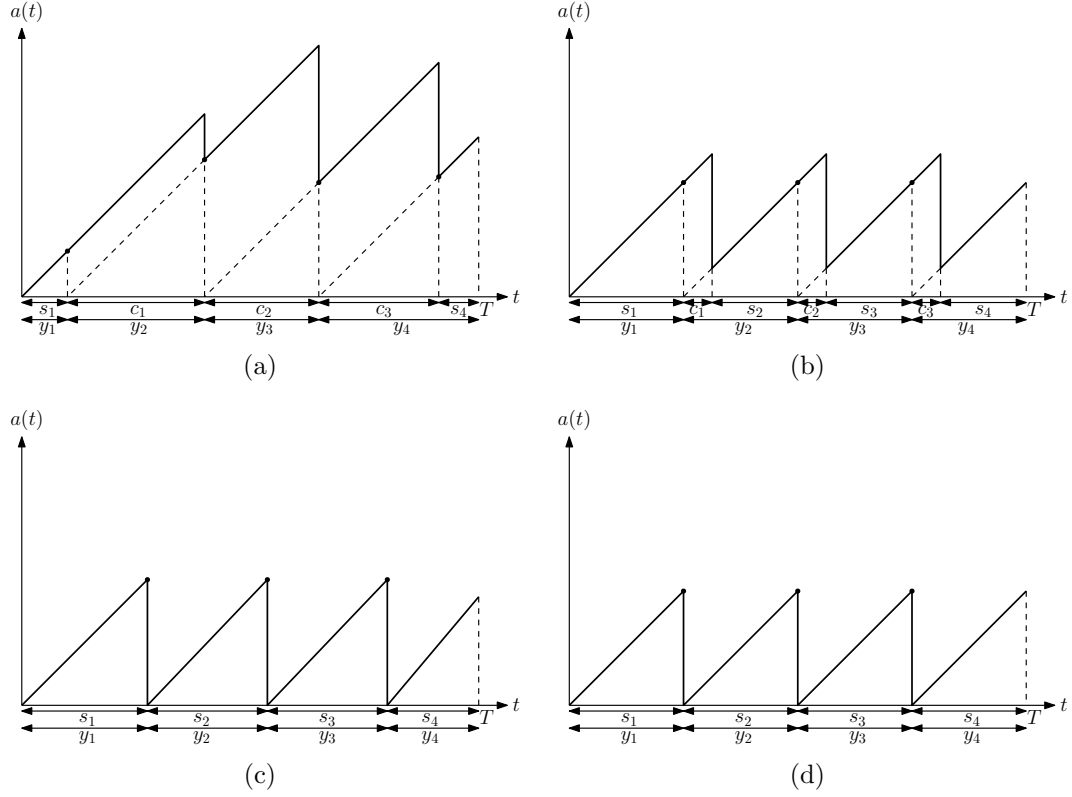 a(t)
a(t)
s₁ c₁ c₂ c₃ s₄ T t
y₁ y₂ y₃ y₄
s₁ c₁ s₂ c₂ s₃ c₃ s₄ T t
y₁ y₂ y₃ y₄
(a)
(b)
a(t)
a(t)
s₁ s₂ s₃ s₄ T t
y₁ y₂ y₃ y₄
s₁ s₂ s₃ s₄ T t
y₁ y₂ y₃ y₄
(c)
(d)